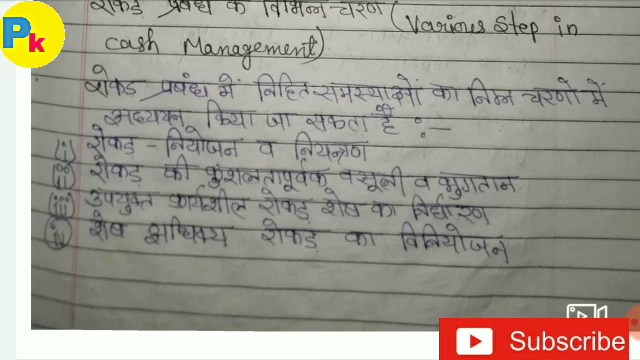 रोकड़ प्रबंध के विभिन्न चरण (Various Step in
Cash Management)
रोकड़ प्रबंध में निहित समस्याओं का निम्न चरणो में
अध्ययन किया जा सकता है :—
(i) रोकड़ - नियोजन व नियन्त्रण
(ii) रोकड़ की कुशलतापूर्वक वसूली व भुगतान
(iii) उपयुक्त कार्यशील रोकड़ शेष का निर्धारण
(iv) शेष आधिक्य रोकड़ का विनियोजन
Pk
Subscribe